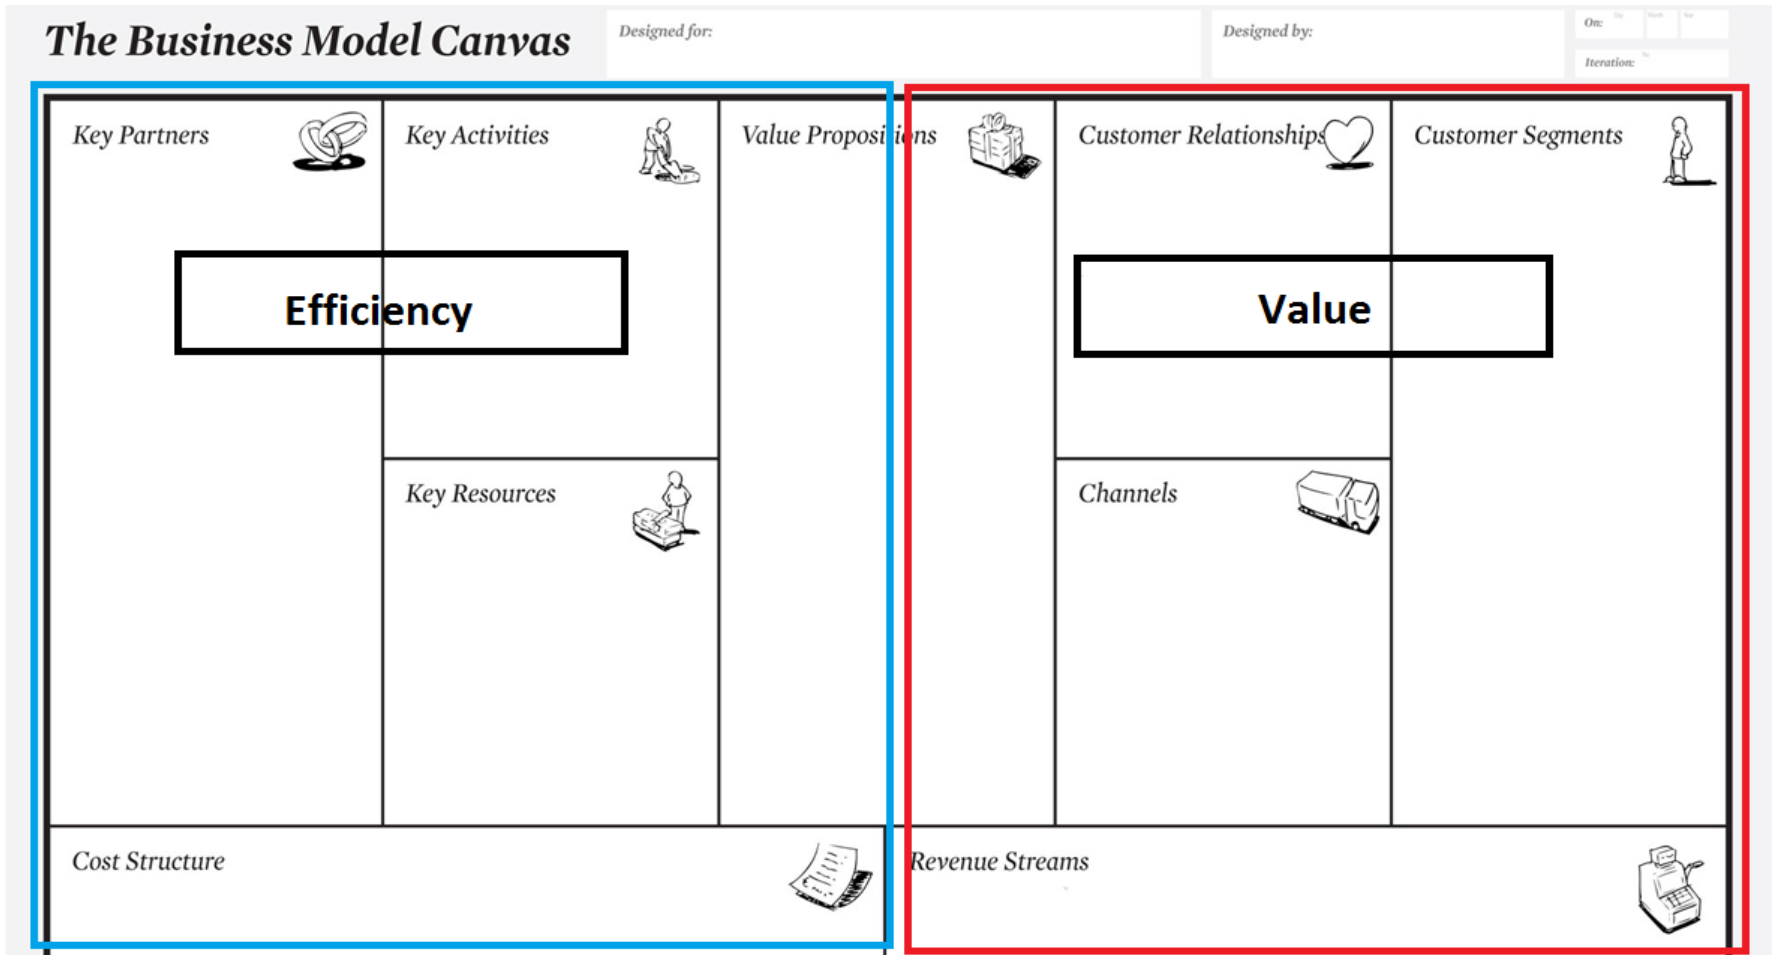 The Business Model Canvas
Designed for:
Designed by:
On:
Iteration:
Key Partners
Key Activities
Value Propositions
Customer Relationships
Customer Segments
Efficiency
Value
Key Resources
Channels
Cost Structure
Revenue Streams